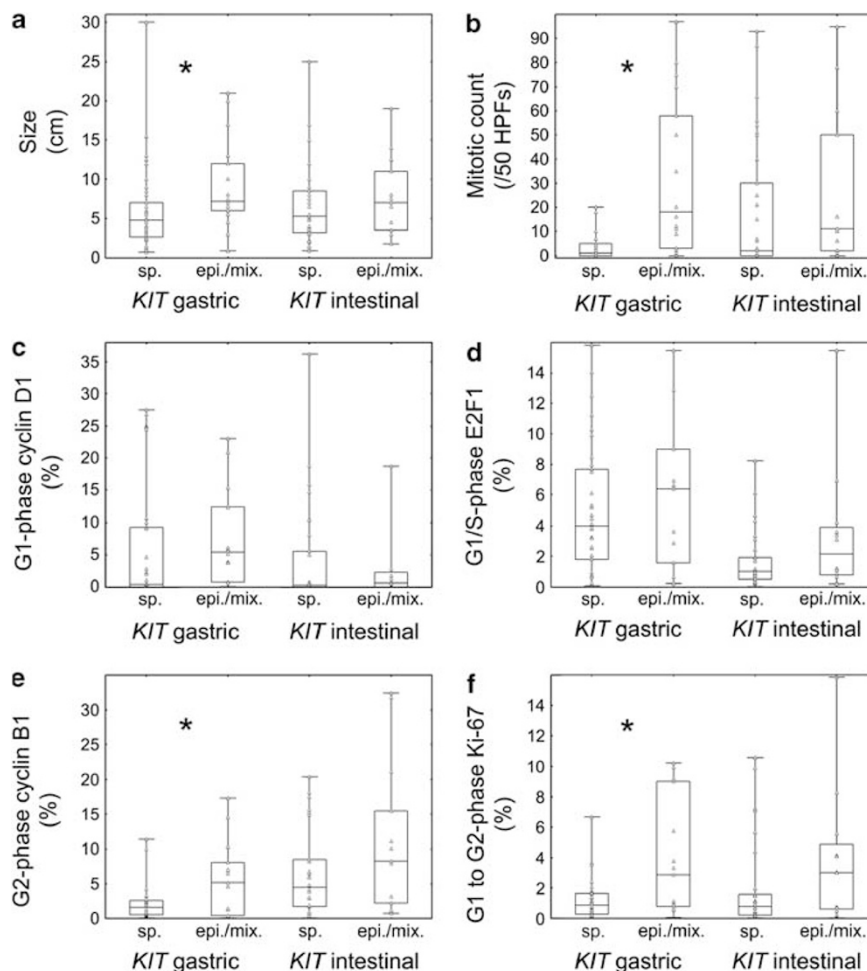 a
Size
(cm)
30
25
20
15
10
5
0
*
sp. epi./mix. sp. epi./mix.
KIT gastric KIT intestinal
b
Mitotic count
(/50 HPFs)
90
80
70
60
50
40
30
20
10
0
*
sp. epi./mix. sp. epi./mix.
KIT gastric KIT intestinal
c
G1-phase cyclin D1
(%)
35
30
25
20
15
10
5
0
sp. epi./mix. sp. epi./mix.
KIT gastric KIT intestinal
d
G1/S-phase E2F1
(%)
14
12
10
8
6
4
2
0
sp. epi./mix. sp. epi./mix.
KIT gastric KIT intestinal
e
G2-phase cyclin B1
(%)
30
25
20
15
10
5
0
*
sp. epi./mix. sp. epi./mix.
KIT gastric KIT intestinal
f
G1 to G2-phase Ki-67
(%)
14
12
10
8
6
4
2
0
*
sp. epi./mix. sp. epi./mix.
KIT gastric KIT intestinal